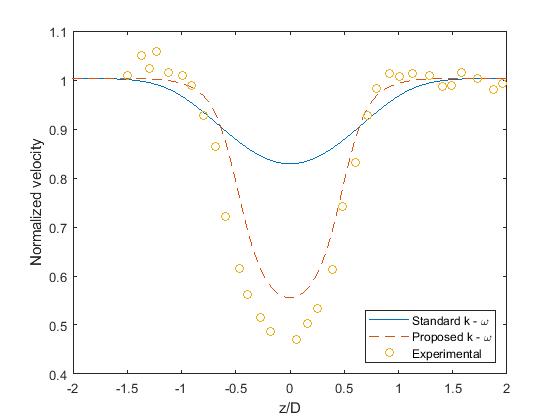 1.1
1
0.9
0.8
0.7
0.6
0.5
0.4
Normalized velocity
-2 -1.5 -1 -0.5 0 0.5 1 1.5 2
z/D
Standard k - ω
Proposed k - ω
Experimental